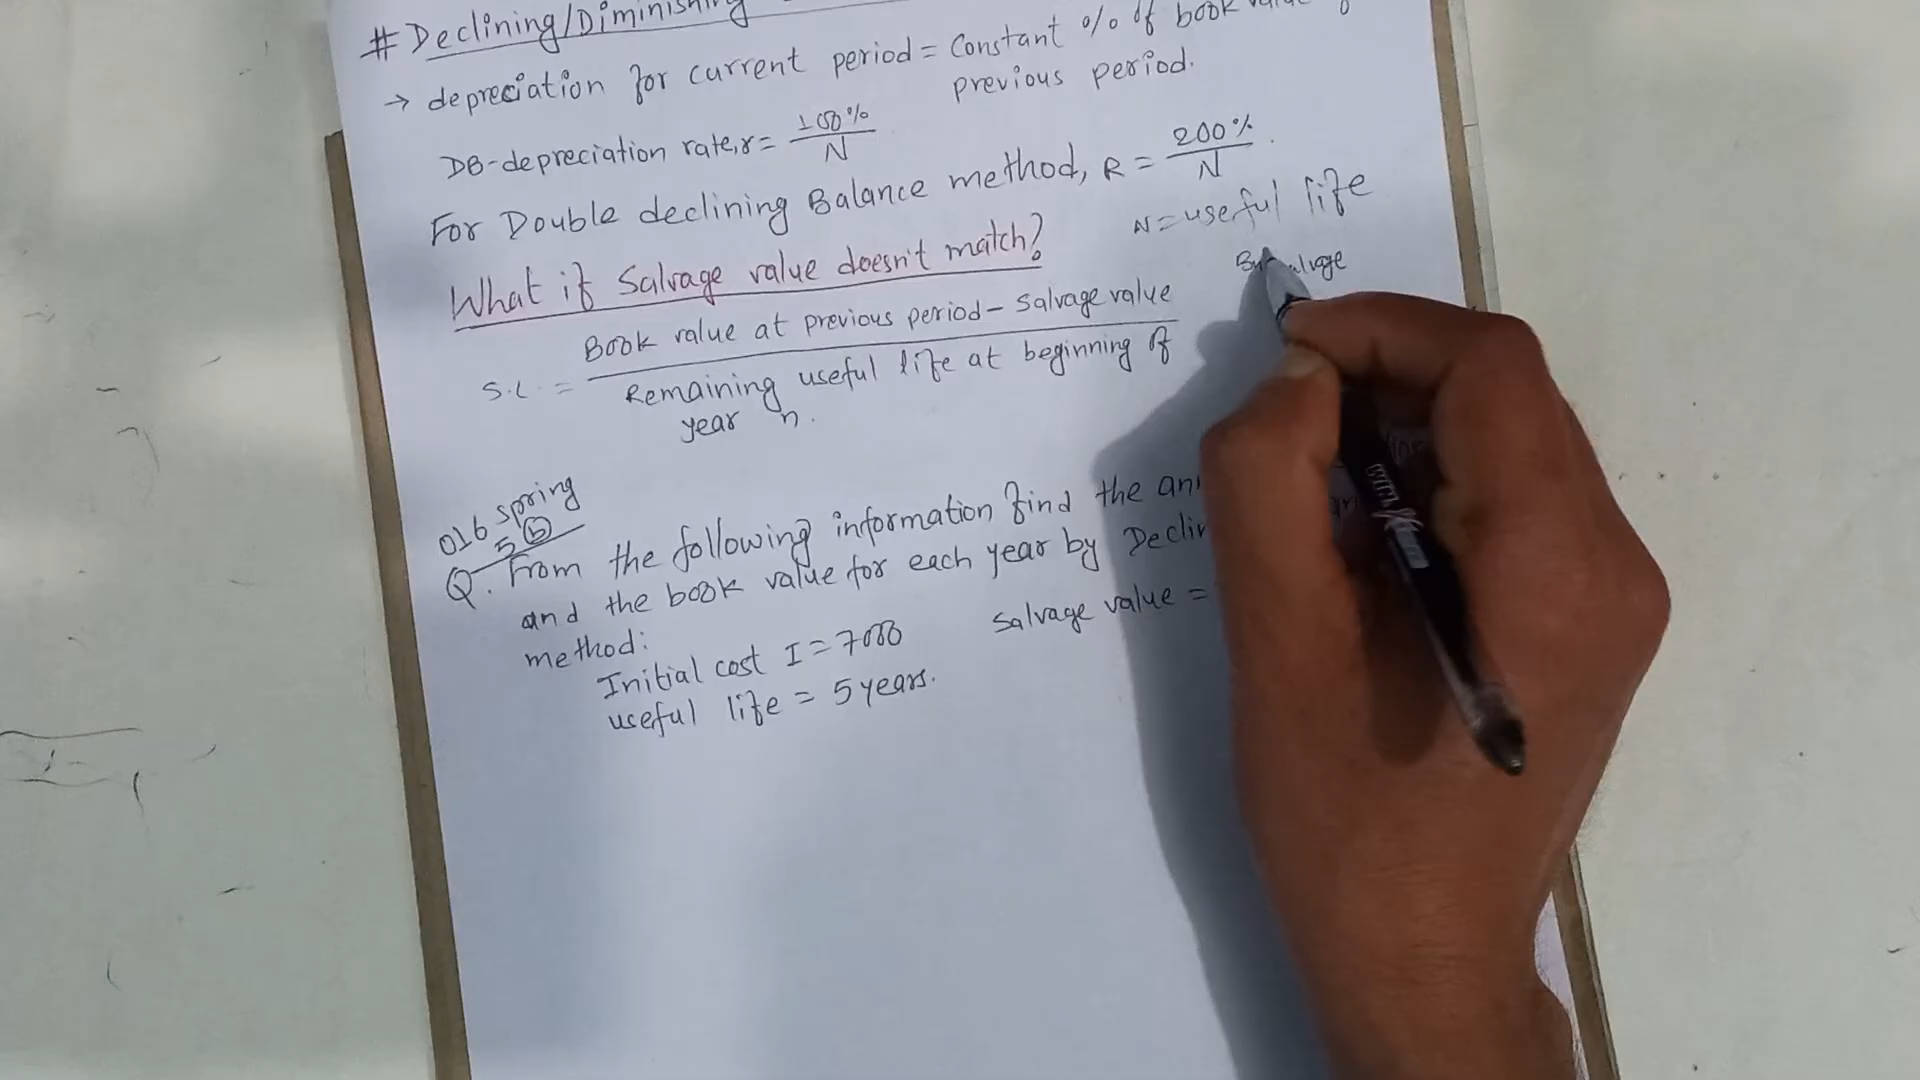 # Declining/Diminishing
→ depreciation for current period = Constant % of book value
previous period.
DB-depreciation rate, r = 100% / N
For Double declining Balance method, R = 200% / N
N = useful life
What if Salvage value doesn't match?
S.L. = Book value at previous period - Salvage value / Remaining useful life at beginning of year n.
016 spring
5 (b)
Q. From the following information find the
and the book value for each year by
method:
Initial cost I = 7000
Salvage value =
useful life = 5 years.